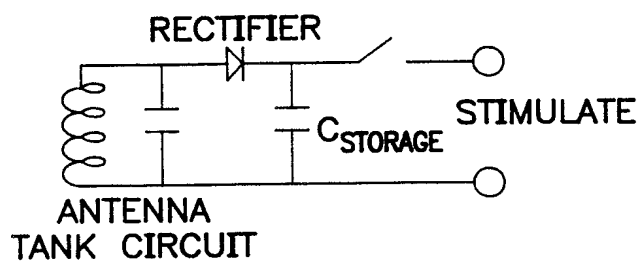 RECTIFIER
STIMULATE
CSTORAGE
ANTENNA
TANK CIRCUIT